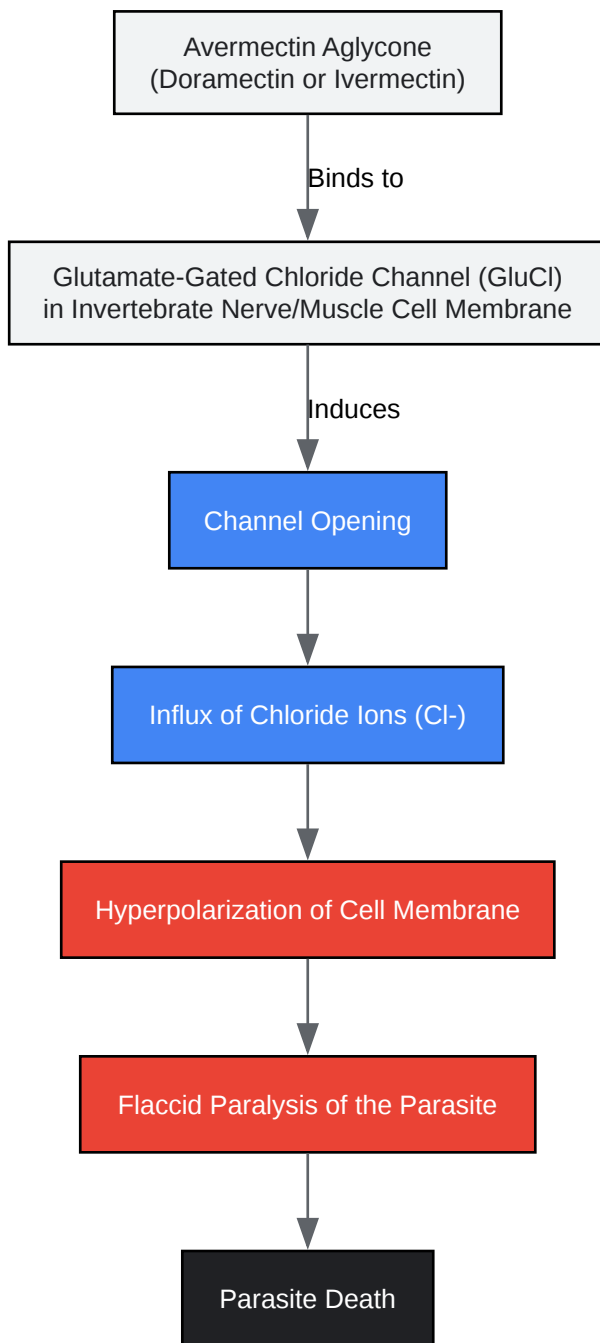 Avermectin Aglycone
(Doramectin or Ivermectin)
Binds to
Glutamate-Gated Chloride Channel (GluCl)
in Invertebrate Nerve/Muscle Cell Membrane
Induces
Channel Opening
Influx of Chloride Ions (Cl-)
Hyperpolarization of Cell Membrane
Flaccid Paralysis of the Parasite
Parasite Death